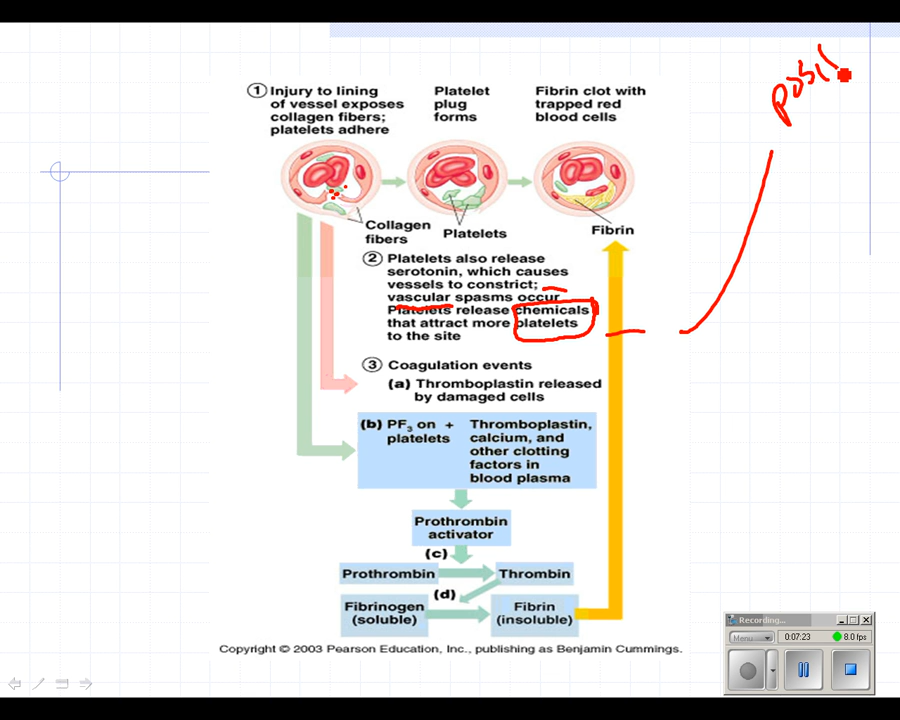 ① Injury to lining
of vessel exposes
collagen fibers;
platelets adhere
Platelet
plug
forms
Fibrin clot with
trapped red
blood cells
Collagen
fibers
Platelets
Fibrin
② Platelets also release
serotonin, which causes
vessels to constrict;
vascular spasms occur
Platelets release chemicals
that attract more platelets
to the site
③ Coagulation events
(a) Thromboplastin released
by damaged cells
(b) PF3 on +
platelets
Thromboplastin,
calcium, and
other clotting
factors in
blood plasma
Prothrombin
activator
(c)
Prothrombin
Thrombin
(d)
Fibrinogen
(soluble)
Fibrin
(insoluble)
Copyright © 2003 Pearson Education, Inc., publishing as Benjamin Cummings.
Recording...
Menu
0:07:23
8.0 fps